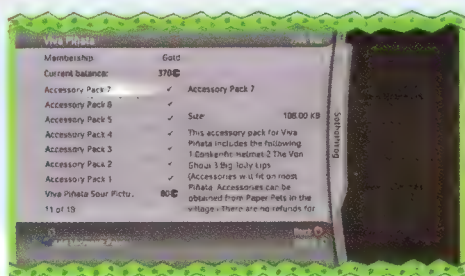 Viva Piñata
Membership: Gold
Current balance: 370
Accessory Pack 7 ✓
Accessory Pack 6 ✓
Accessory Pack 5 ✓
Accessory Pack 4 ✓
Accessory Pack 3 ✓
Accessory Pack 2 ✓
Accessory Pack 1 ✓
Viva Piñata Sour Pictu... 80
11 of 19
Accessory Pack 7
Size: 108.00 KB
This accessory pack for Viva
Piñata includes the following
1 Helmet 2 The Von
3 Big Lips
(Accessories will fit on most
Piñata. Accessories can be
obtained from Paper Pets in the
village.) There are no refunds for
Back